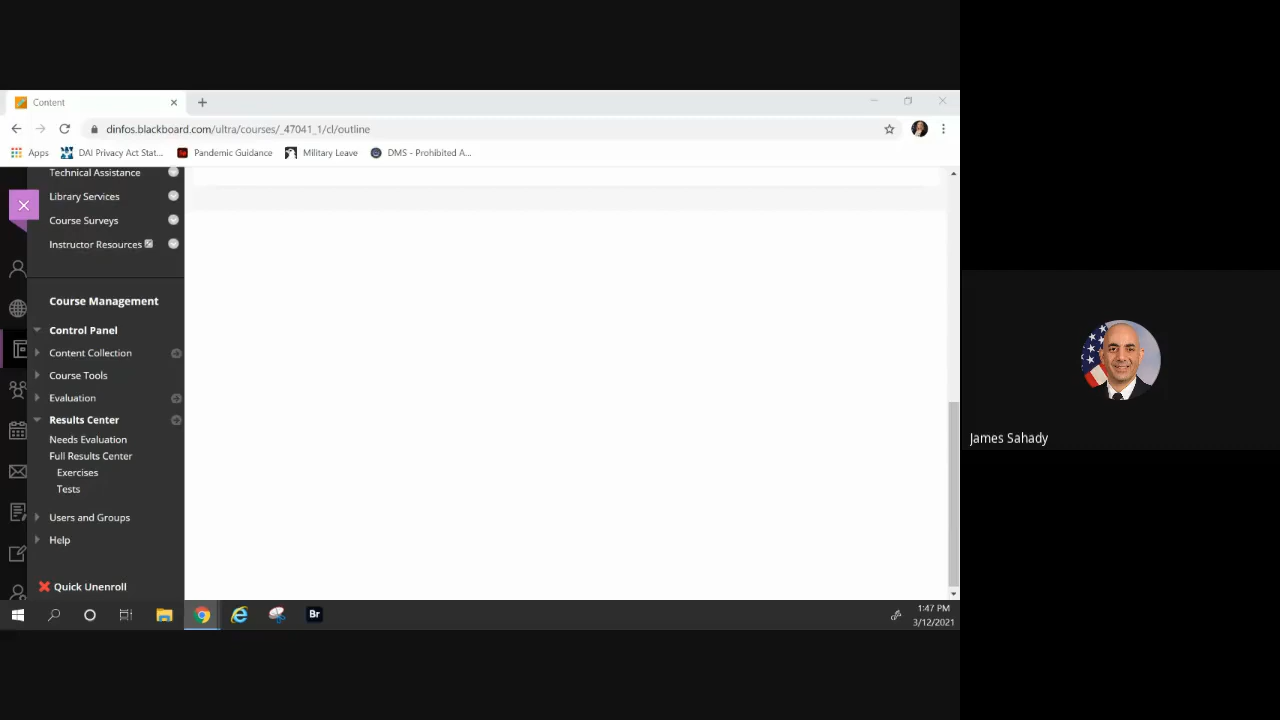 Content
dinfos.blackboard.com/ultra/courses/_47041_1/cl/outline
Apps
DAI Privacy Act Stat...
Pandemic Guidance
Military Leave
DMS - Prohibited A...
Technical Assistance
Library Services
Course Surveys
Instructor Resources
Course Management
Control Panel
Content Collection
Course Tools
Evaluation
Results Center
Needs Evaluation
Full Results Center
Exercises
Tests
Users and Groups
Help
Quick Unenroll
Br
1:47 PM
3/12/2021
James Sahady